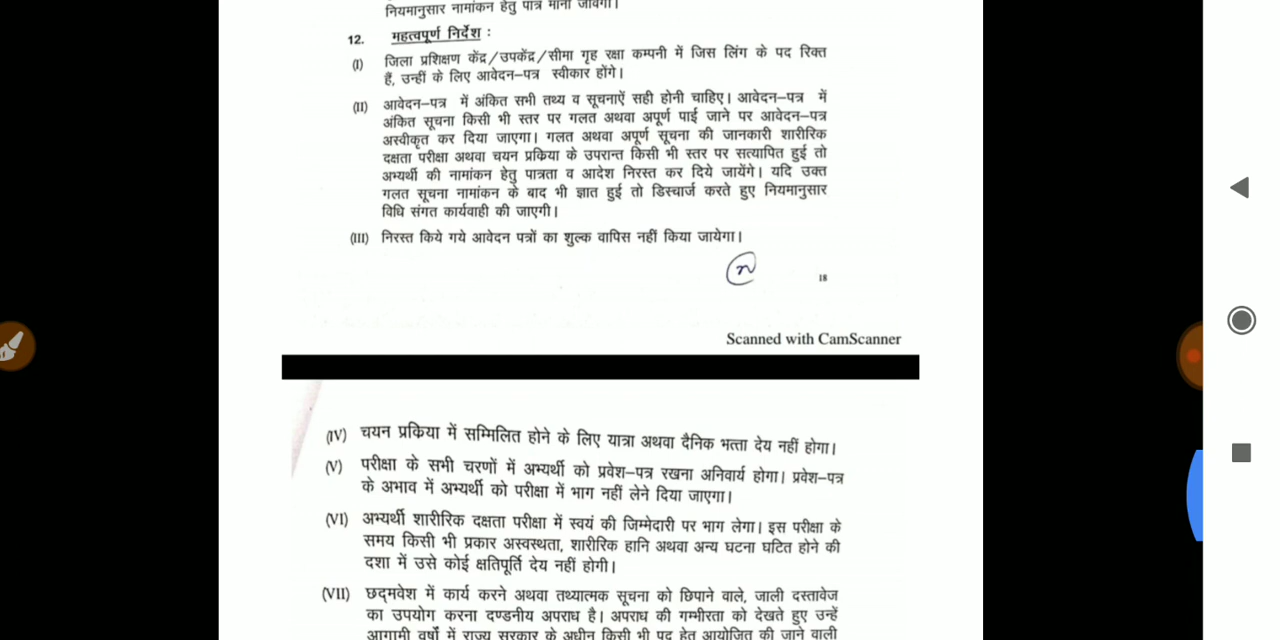 नियमानुसार नामांकन हेतु पात्र माना जावेगा।
12. महत्वपूर्ण निर्देश :
(I) जिला प्रशिक्षण केंद्र/उपकेंद्र/सीमा गृह रक्षा कम्पनी में जिस लिंग के पद रिक्त
हैं, उन्हीं के लिए आवेदन–पत्र स्वीकार होंगे।
(II) आवेदन–पत्र में अंकित सभी तथ्य व सूचनाऐं सही होनी चाहिए। आवेदन–पत्र में
अंकित सूचना किसी भी स्तर पर गलत अथवा अपूर्ण पाई जाने पर आवेदन–पत्र
अस्वीकृत कर दिया जाएगा। गलत अथवा अपूर्ण सूचना की जानकारी शारीरिक
दक्षता परीक्षा अथवा चयन प्रकिया के उपरान्त किसी भी स्तर पर सत्यापित हुई तो
अभ्यर्थी की नामांकन हेतु पात्रता व आदेश निरस्त कर दिये जायेंगे। यदि उक्त
गलत सूचना नामांकन के बाद भी ज्ञात हुई तो डिस्चार्ज करते हुए नियमानुसार
विधि संगत कार्यवाही की जाएगी।
(III) निरस्त किये गये आवेदन पत्रों का शुल्क वापिस नहीं किया जायेगा।
18
Scanned with CamScanner
(IV) चयन प्रकिया में सम्मिलित होने के लिए यात्रा अथवा दैनिक भत्ता देय नहीं होगा।
(V) परीक्षा के सभी चरणों में अभ्यर्थी को प्रवेश–पत्र रखना अनिवार्य होगा। प्रवेश–पत्र
के अभाव में अभ्यर्थी को परीक्षा में भाग नहीं लेने दिया जाएगा।
(VI) अभ्यर्थी शारीरिक दक्षता परीक्षा में स्वयं की जिम्मेदारी पर भाग लेगा। इस परीक्षा के
समय किसी भी प्रकार अस्वस्थता, शारीरिक हानि अथवा अन्य घटना घटित होने की
दशा में उसे कोई क्षतिपूर्ति देय नहीं होगी।
(VII) छद्मवेश में कार्य करने अथवा तथ्यात्मक सूचना को छिपाने वाले, जाली दस्तावेज
का उपयोग करना दण्डनीय अपराध है। अपराध की गम्भीरता को देखते हुए उन्हें
आगामी वर्षों में राज्य सरकार के अधीन किसी भी पद हेतु आयोजित की जाने वाली